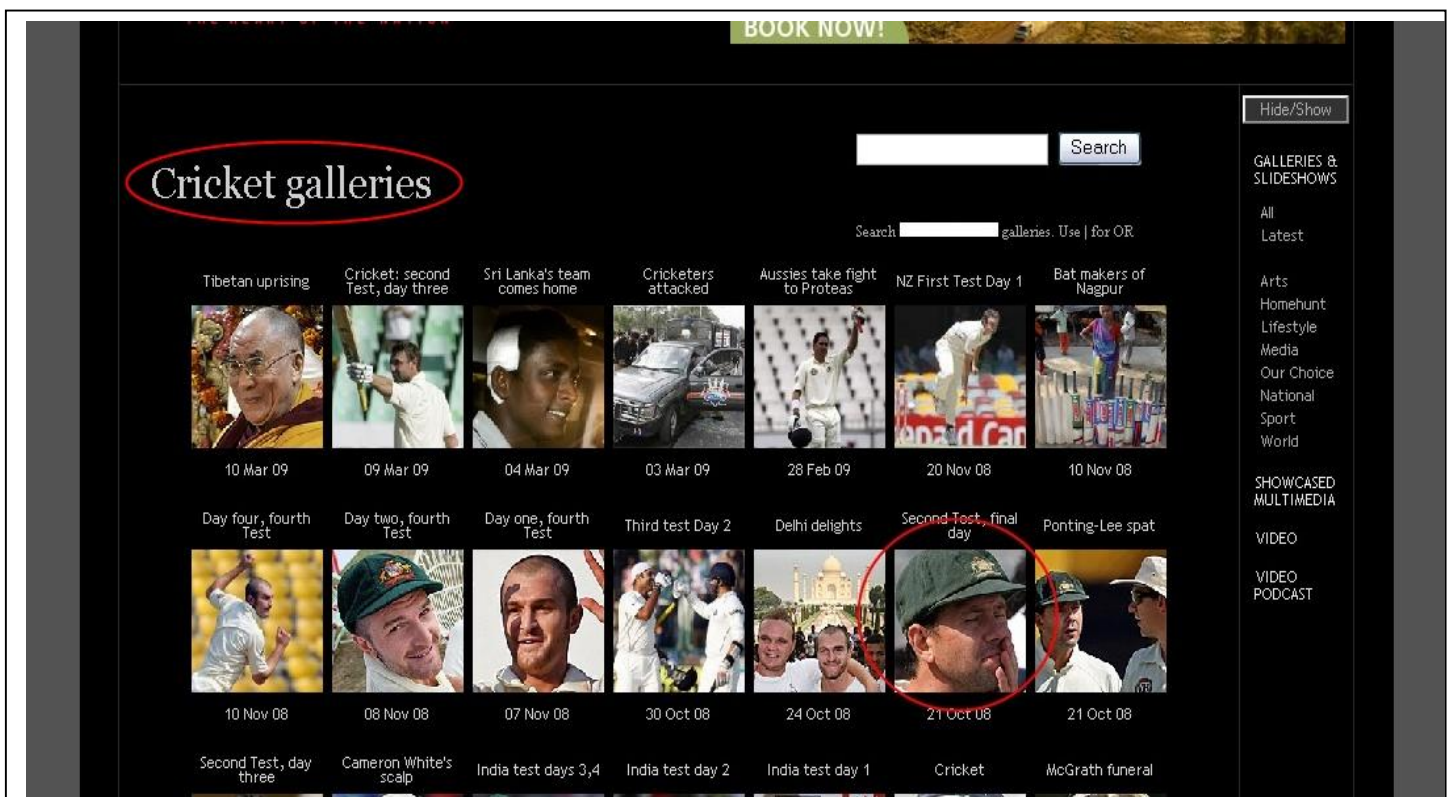 THE HEART OF THE NATION
BOOK NOW!
Hide/Show
Search
Cricket galleries
GALLERIES &
SLIDESHOWS
All
Latest
Search galleries. Use | for OR
Arts
Homehunt
Lifestyle
Media
Our Choice
National
Sport
World
SHOWCASED
MULTIMEDIA
VIDEO
VIDEO
PODCAST
Tibetan uprising
Cricket: second
Test, day three
Sri Lanka's team
comes home
Cricketers
attacked
Aussies take fight
to Proteas
NZ First Test Day 1
Bat makers of
Nagpur
10 Mar 09
09 Mar 09
04 Mar 09
03 Mar 09
28 Feb 09
20 Nov 08
10 Nov 08
Day four, fourth
Test
Day two, fourth
Test
Day one, fourth
Test
Third test Day 2
Delhi delights
Second Test, final
day
Ponting-Lee spat
10 Nov 08
08 Nov 08
07 Nov 08
30 Oct 08
24 Oct 08
21 Oct 08
21 Oct 08
Second Test, day
three
Cameron White's
scalp
India test days 3,4
India test day 2
India test day 1
Cricket
McGrath funeral